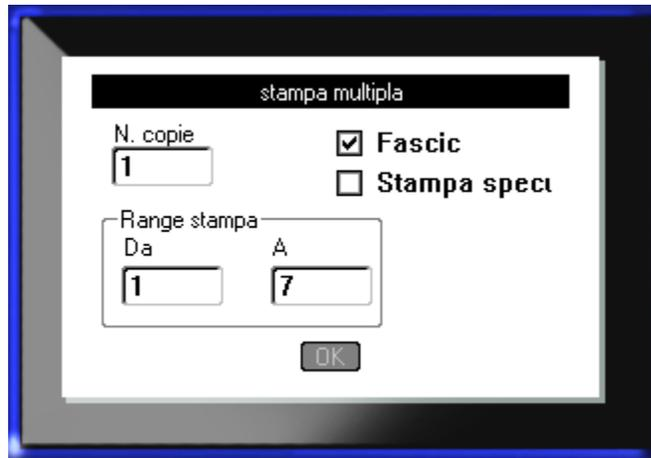 stampa multipla
N. copie
1
Fascic
Stampa specu
Range stampa
Da A
1 7
OK